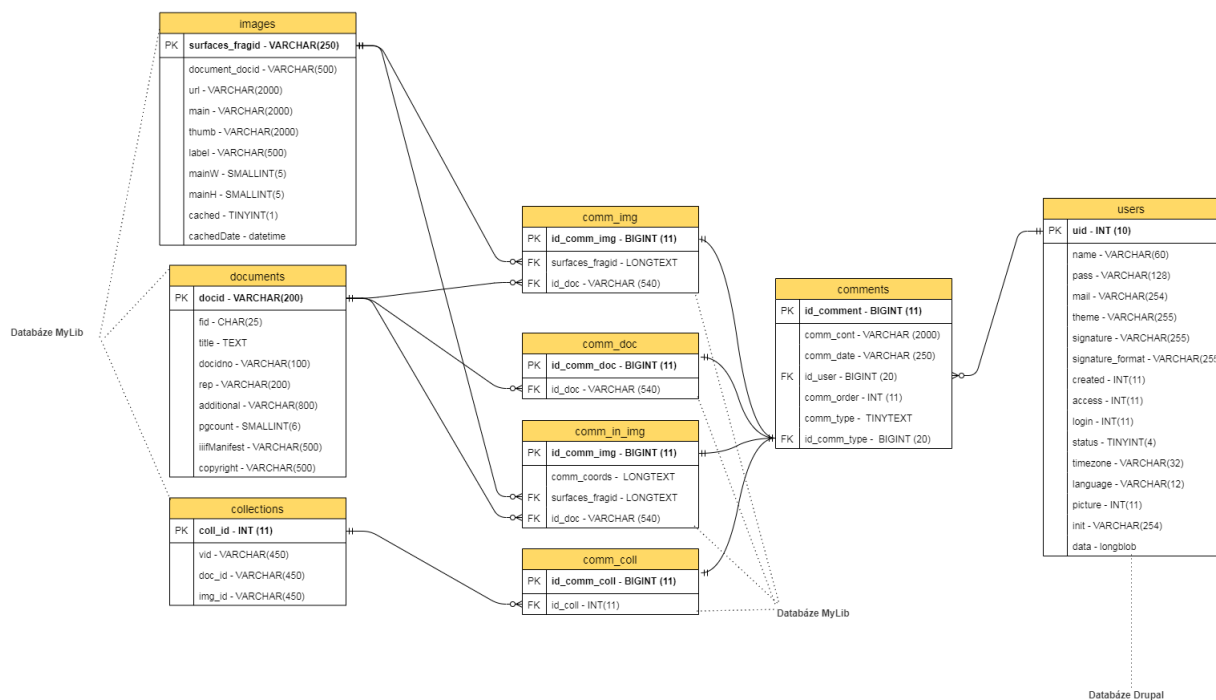 images
PK surfaces_fragid - VARCHAR(250)
document_docid - VARCHAR(500)
url - VARCHAR(2000)
main - VARCHAR(2000)
thumb - VARCHAR(2000)
label - VARCHAR(500)
mainW - SMALLINT(5)
mainH - SMALLINT(5)
cached - TINYINT(1)
cachedDate - datetime
documents
PK docid - VARCHAR(200)
fid - CHAR(25)
title - TEXT
docidno - VARCHAR(100)
rep - VARCHAR(200)
additional - VARCHAR(800)
pgcount - SMALLINT(6)
iiifManifest - VARCHAR(500)
copyright - VARCHAR(500)
Databáze MyLib
collections
PK coll_id - INT (11)
vid - VARCHAR(450)
doc_id - VARCHAR(450)
img_id - VARCHAR(450)
comm_img
PK id_comm_img - BIGINT (11)
FK surfaces_fragid - LONGTEXT
FK id_doc - VARCHAR (540)
comm_doc
PK id_comm_doc - BIGINT (11)
FK id_doc - VARCHAR (540)
comm_in_img
PK id_comm_img - BIGINT (11)
comm_coords - LONGTEXT
FK surfaces_fragid - LONGTEXT
FK id_doc - VARCHAR (540)
comm_coll
PK id_comm_coll - BIGINT (11)
FK id_coll - INT(11)
comments
PK id_comment - BIGINT (11)
comm_cont - VARCHAR (2000)
comm_date - VARCHAR (250)
FK id_user - BIGINT (20)
comm_order - INT (11)
comm_type - TINYTEXT
FK id_comm_type - BIGINT (20)
Databáze MyLib
users
PK uid - INT (10)
name - VARCHAR(60)
pass - VARCHAR(128)
mail - VARCHAR(254)
theme - VARCHAR(255)
signature - VARCHAR(255)
signature_format - VARCHAR(255
created - INT(11)
access - INT(11)
login - INT(11)
status - TINYINT(4)
timezone - VARCHAR(32)
language - VARCHAR(12)
picture - INT(11)
init - VARCHAR(254)
data - longblob
Databáze Drupal